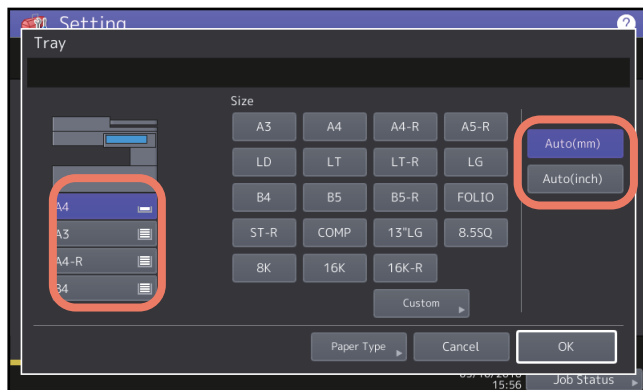 Setting
?
Tray
Size
A3 A4 A4-R A5-R
LD LT LT-R LG
B4 B5 B5-R FOLIO
ST-R COMP 13"LG 8.5SQ
8K 16K 16K-R
Custom
Auto(mm)
Auto(inch)
A4
A3
A4-R
B4
Paper Type Cancel OK
15:56 Job Status